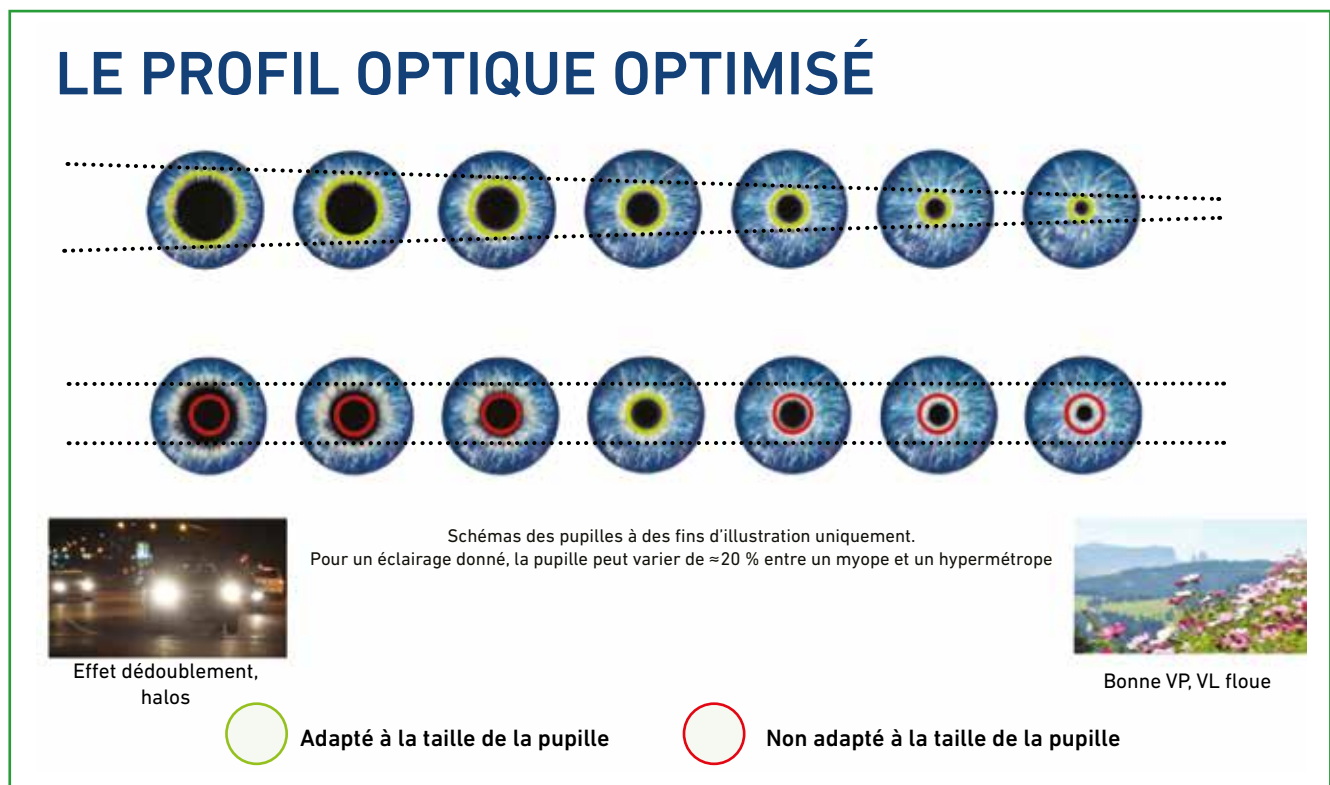 LE PROFIL OPTIQUE OPTIMISÉ
Schémas des pupilles à des fins d'illustration uniquement.
Pour un éclairage donné, la pupille peut varier de ≈20 % entre un myope et un hypermétrope
Effet dédoublement,
halos
Bonne VP, VL floue
Adapté à la taille de la pupille
Non adapté à la taille de la pupille